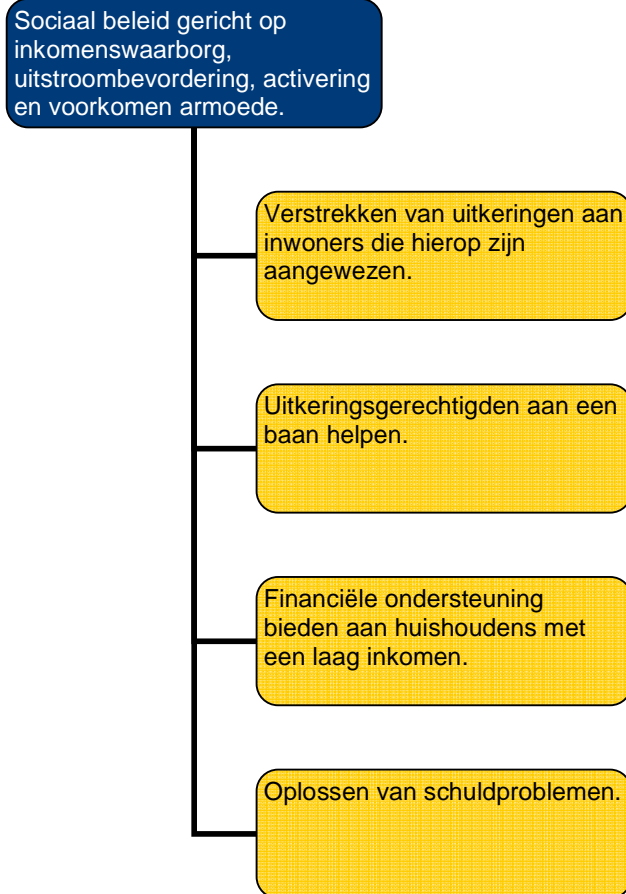 Sociaal beleid gericht op
inkomenswaarborg,
uitstroombevordering, activering
en voorkomen armoede.
Verstrekken van uitkeringen aan
inwoners die hierop zijn
aangewezen.
Uitkeringsgerechtigden aan een
baan helpen.
Financiële ondersteuning
bieden aan huishoudens met
een laag inkomen.
Oplossen van schuldproblemen.